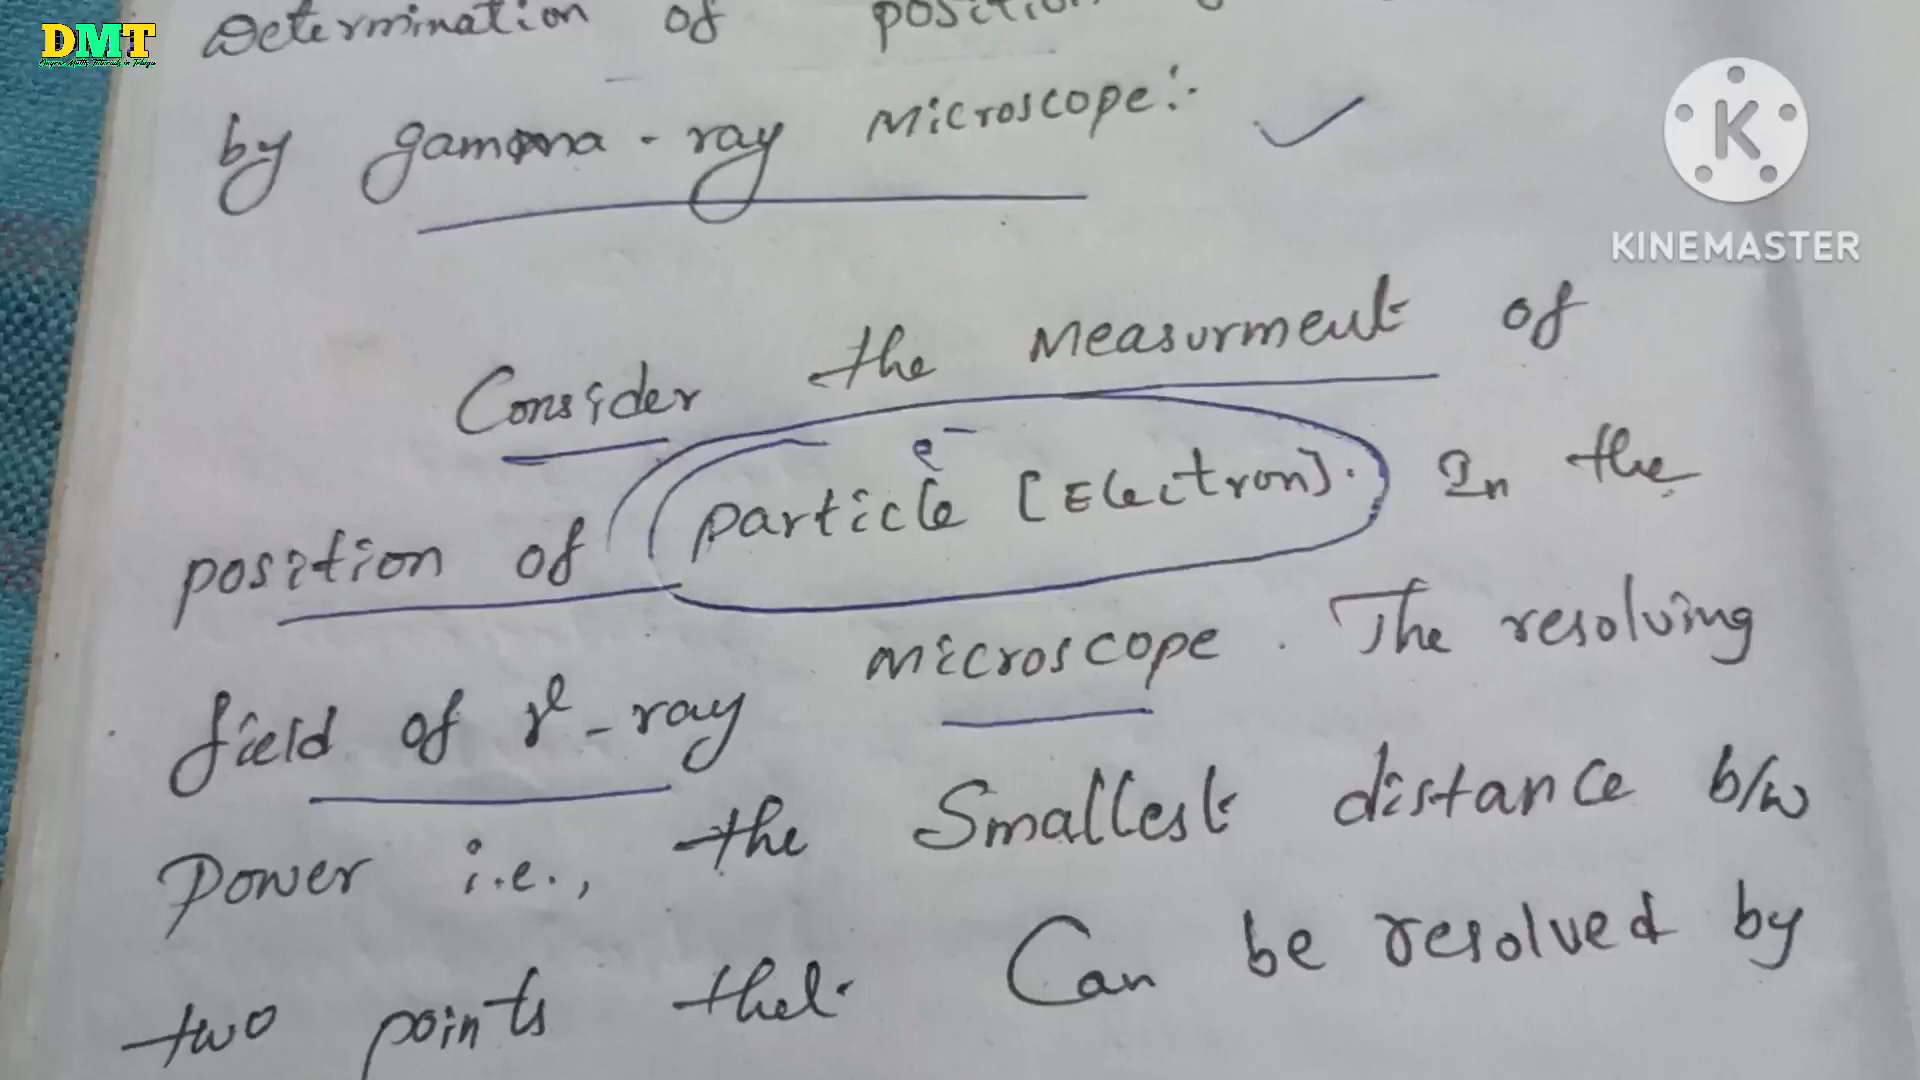 DMT
Determination of position
by gamma-ray microscope:-
KINEMASTER
Consider the measurment of
e-
position of particle [Electron]. In the
field of γ-ray microscope. The resolving
Power i.e., the Smallest distance b/w
two points that Can be resolved by